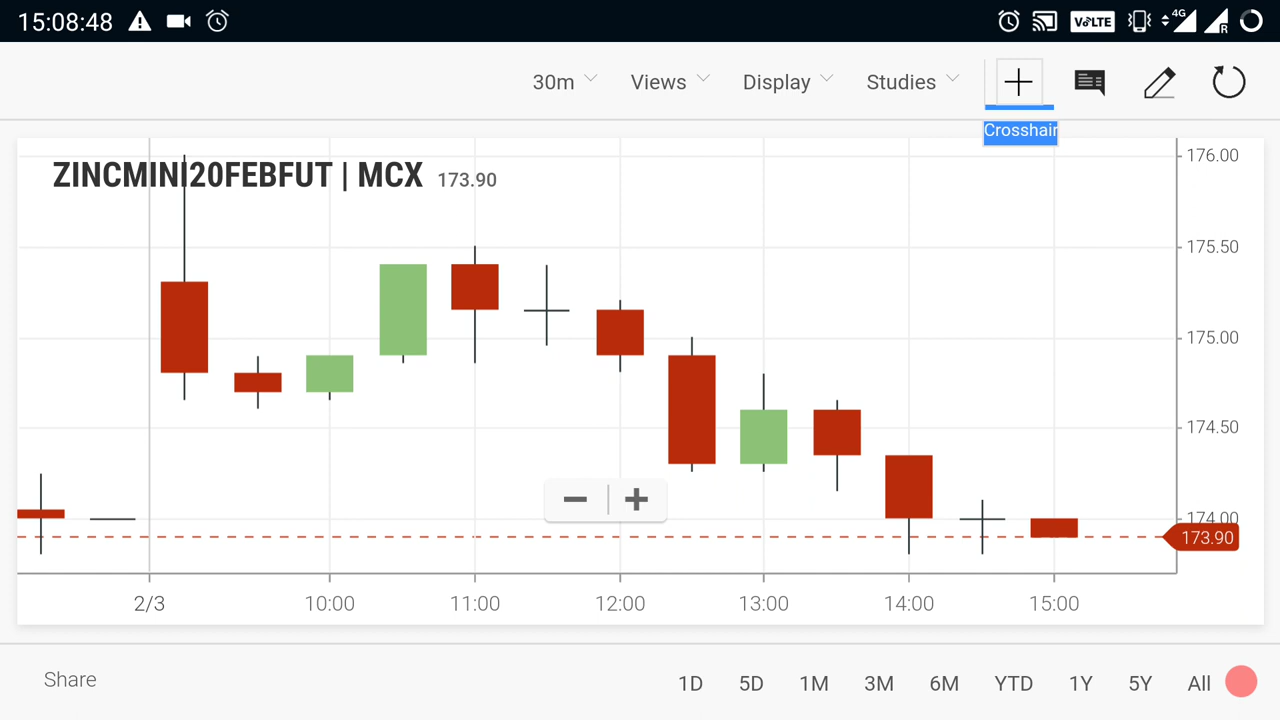 15:08:48 VoLTE 4G R
30m Views Display Studies
Crosshair
ZINCMINI20FEBFUT | MCX 173.90
176.00
175.50
175.00
174.50
174.00
173.90
2/3 10:00 11:00 12:00 13:00 14:00 15:00
Share 1D 5D 1M 3M 6M YTD 1Y 5Y All